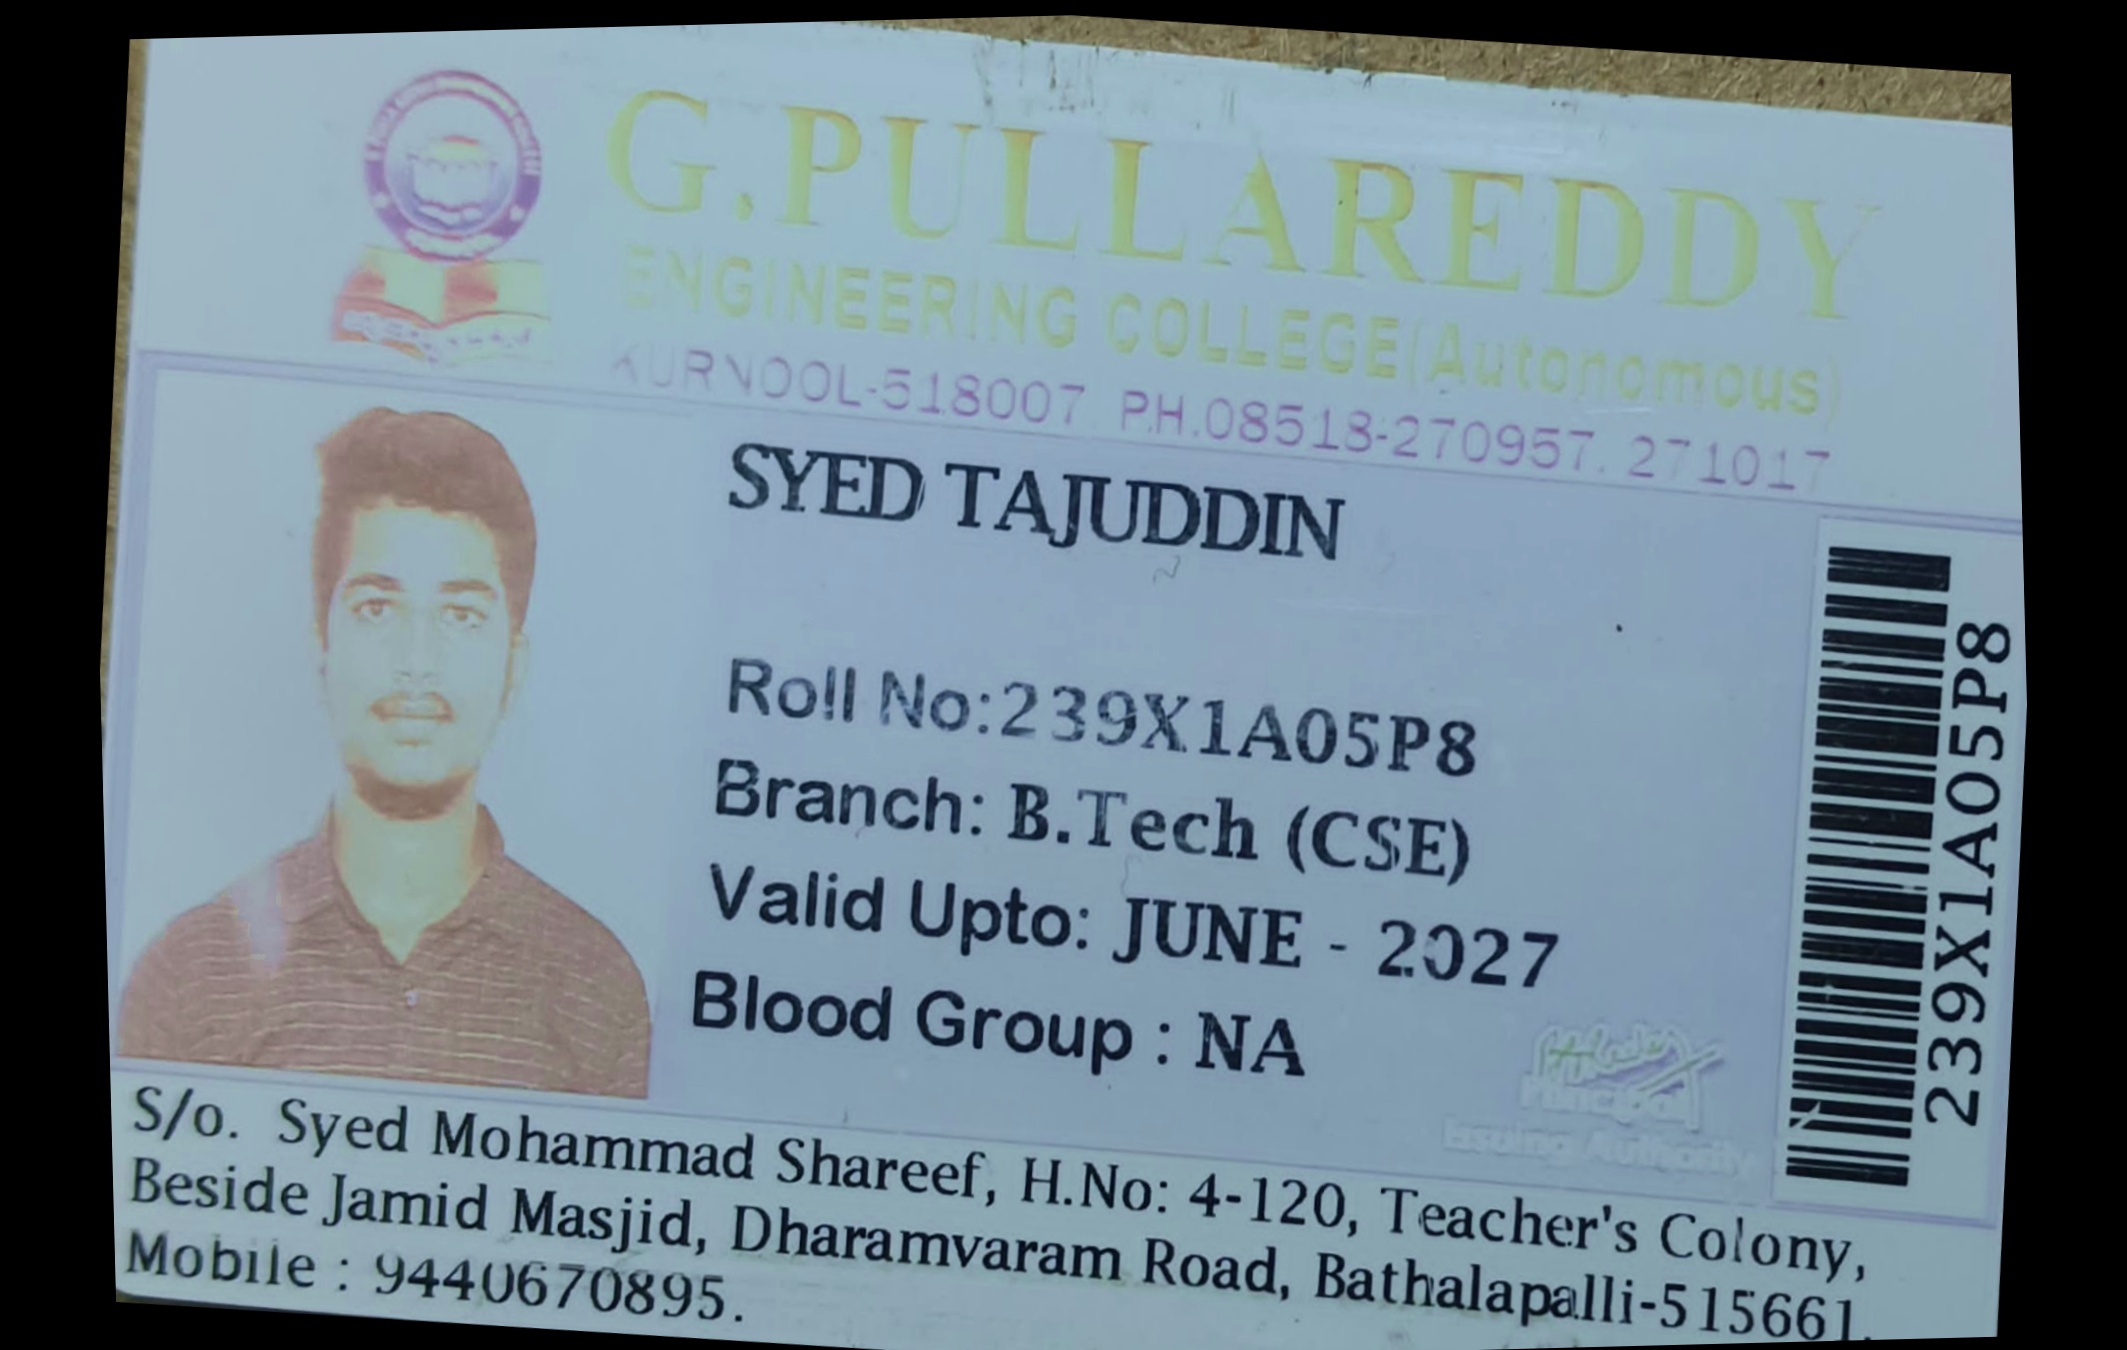 G.PULLAREDDY
ENGINEERING COLLEGE(Autonomous)
KURNOOL-518007. PH.08518-270957, 271017
SYED TAJUDDIN
Roll No:239X1A05P8
Branch: B.Tech (CSE)
Valid Upto: JUNE - 2027
Blood Group : NA
239X1A05P8
Principal
Issuing Authority
S/o. Syed Mohammad Shareef, H.No: 4-120, Teacher's Colony,
Beside Jamid Masjid, Dharamvaram Road, Bathalapalli-515661.
Mobile : 9440670895.